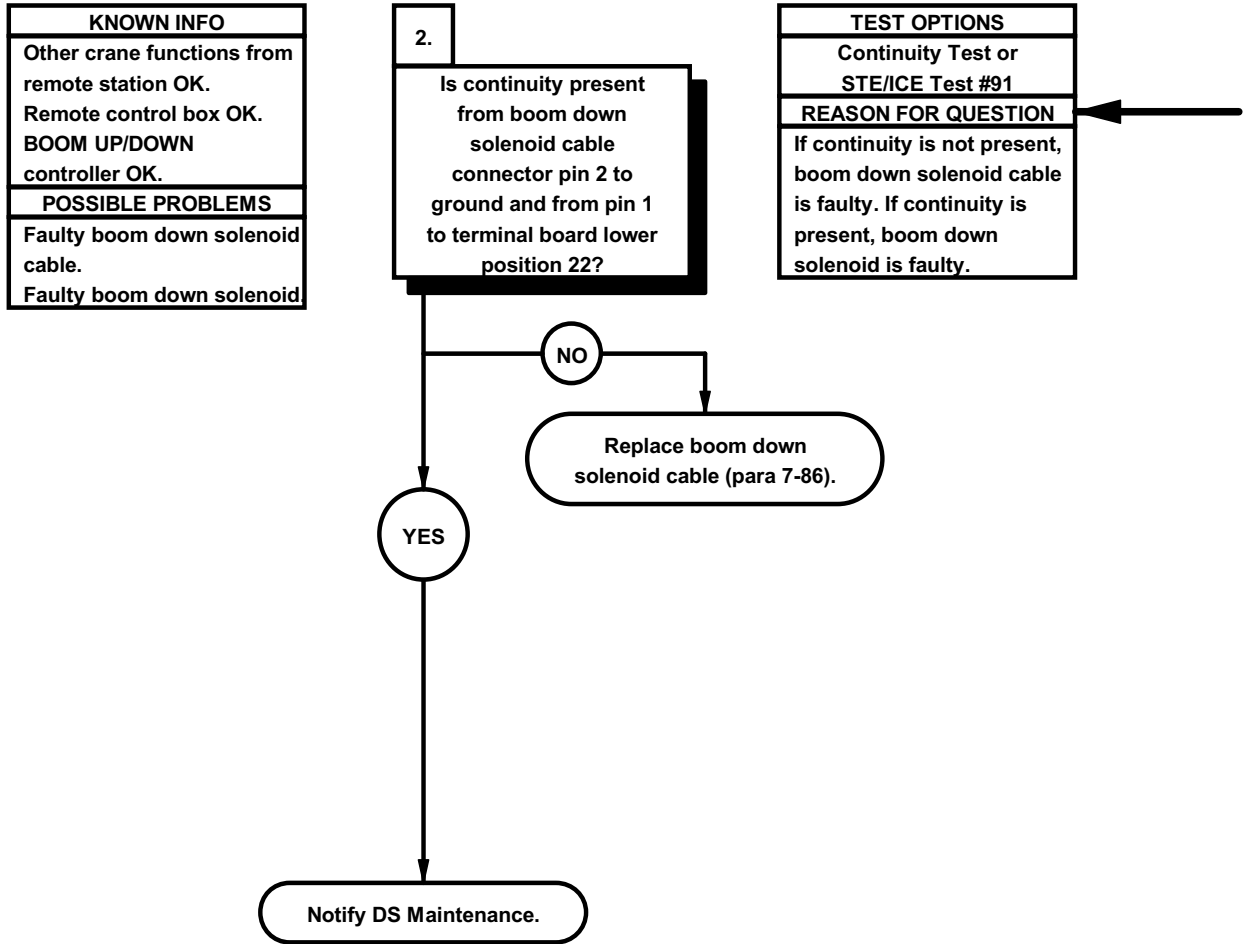 KNOWN INFO
Other crane functions from
remote station OK.
Remote control box OK.
BOOM UP/DOWN
controller OK.
POSSIBLE PROBLEMS
Faulty boom down solenoid
cable.
Faulty boom down solenoid.
2.
Is continuity present
from boom down
solenoid cable
connector pin 2 to
ground and from pin 1
to terminal board lower
position 22?
TEST OPTIONS
Continuity Test or
STE/ICE Test #91
REASON FOR QUESTION
If continuity is not present,
boom down solenoid cable
is faulty. If continuity is
present, boom down
solenoid is faulty.
NO
Replace boom down
solenoid cable (para 7-86).
YES
Notify DS Maintenance.